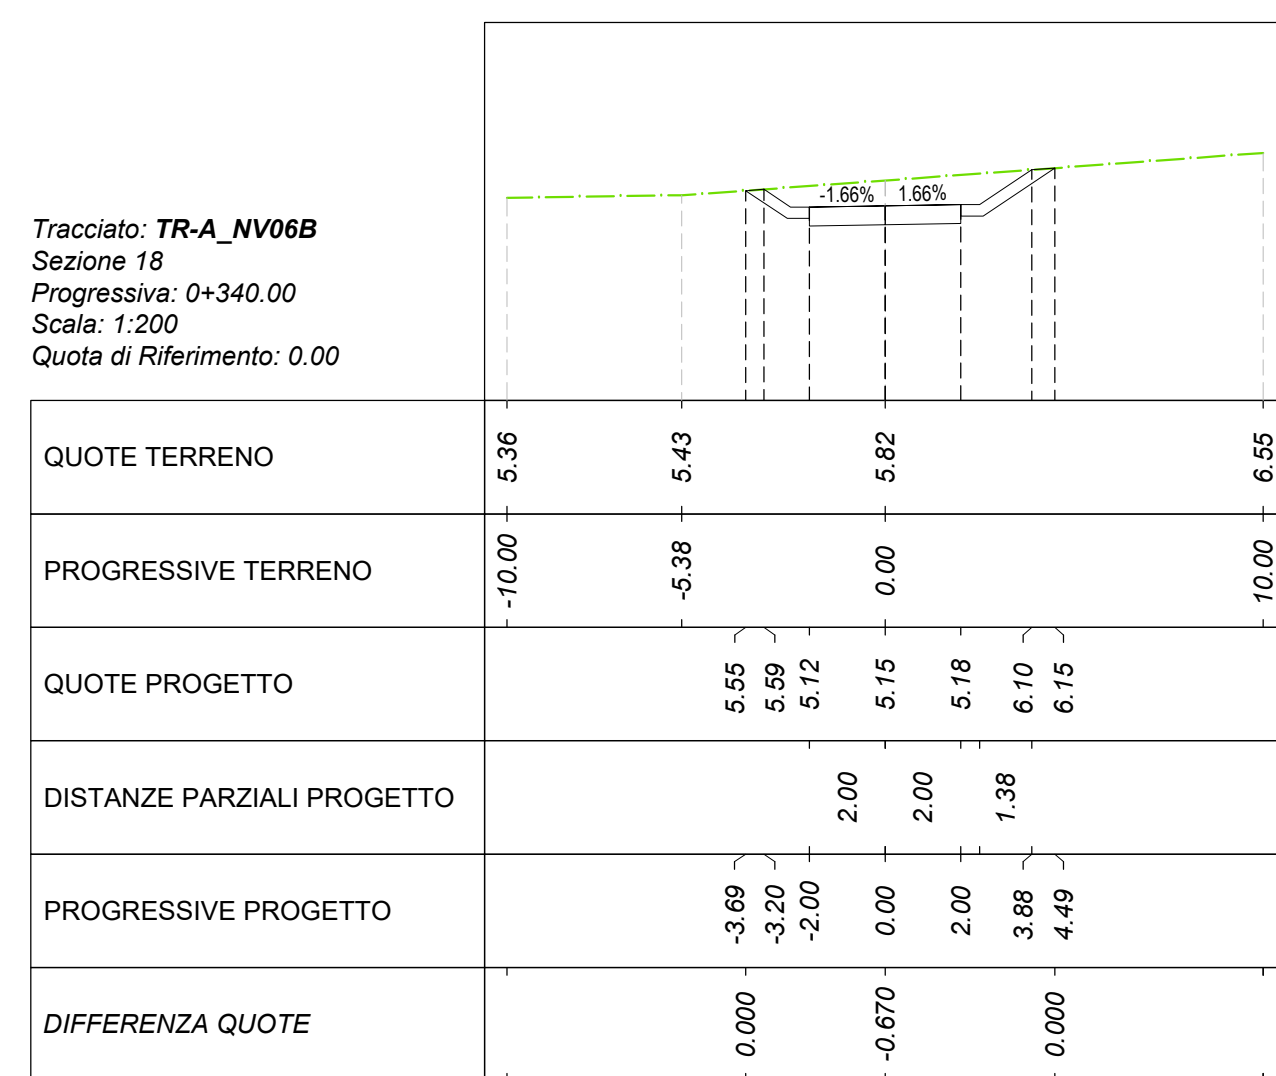 -1.66% 1.66%
Tracciato: TR-A_NV06B
Sezione 18
Progressiva: 0+340.00
Scala: 1:200
Quota di Riferimento: 0.00
QUOTE TERRENO 5.36 5.43 5.82 6.55
PROGRESSIVE TERRENO -10.00 -5.38 0.00 10.00
QUOTE PROGETTO 5.55 5.59 5.12 5.15 5.18 6.10 6.15
DISTANZE PARZIALI PROGETTO 2.00 2.00 1.38
PROGRESSIVE PROGETTO -3.69 -3.20 -2.00 0.00 2.00 3.88 4.49
DIFFERENZA QUOTE 0.000 -0.670 0.000